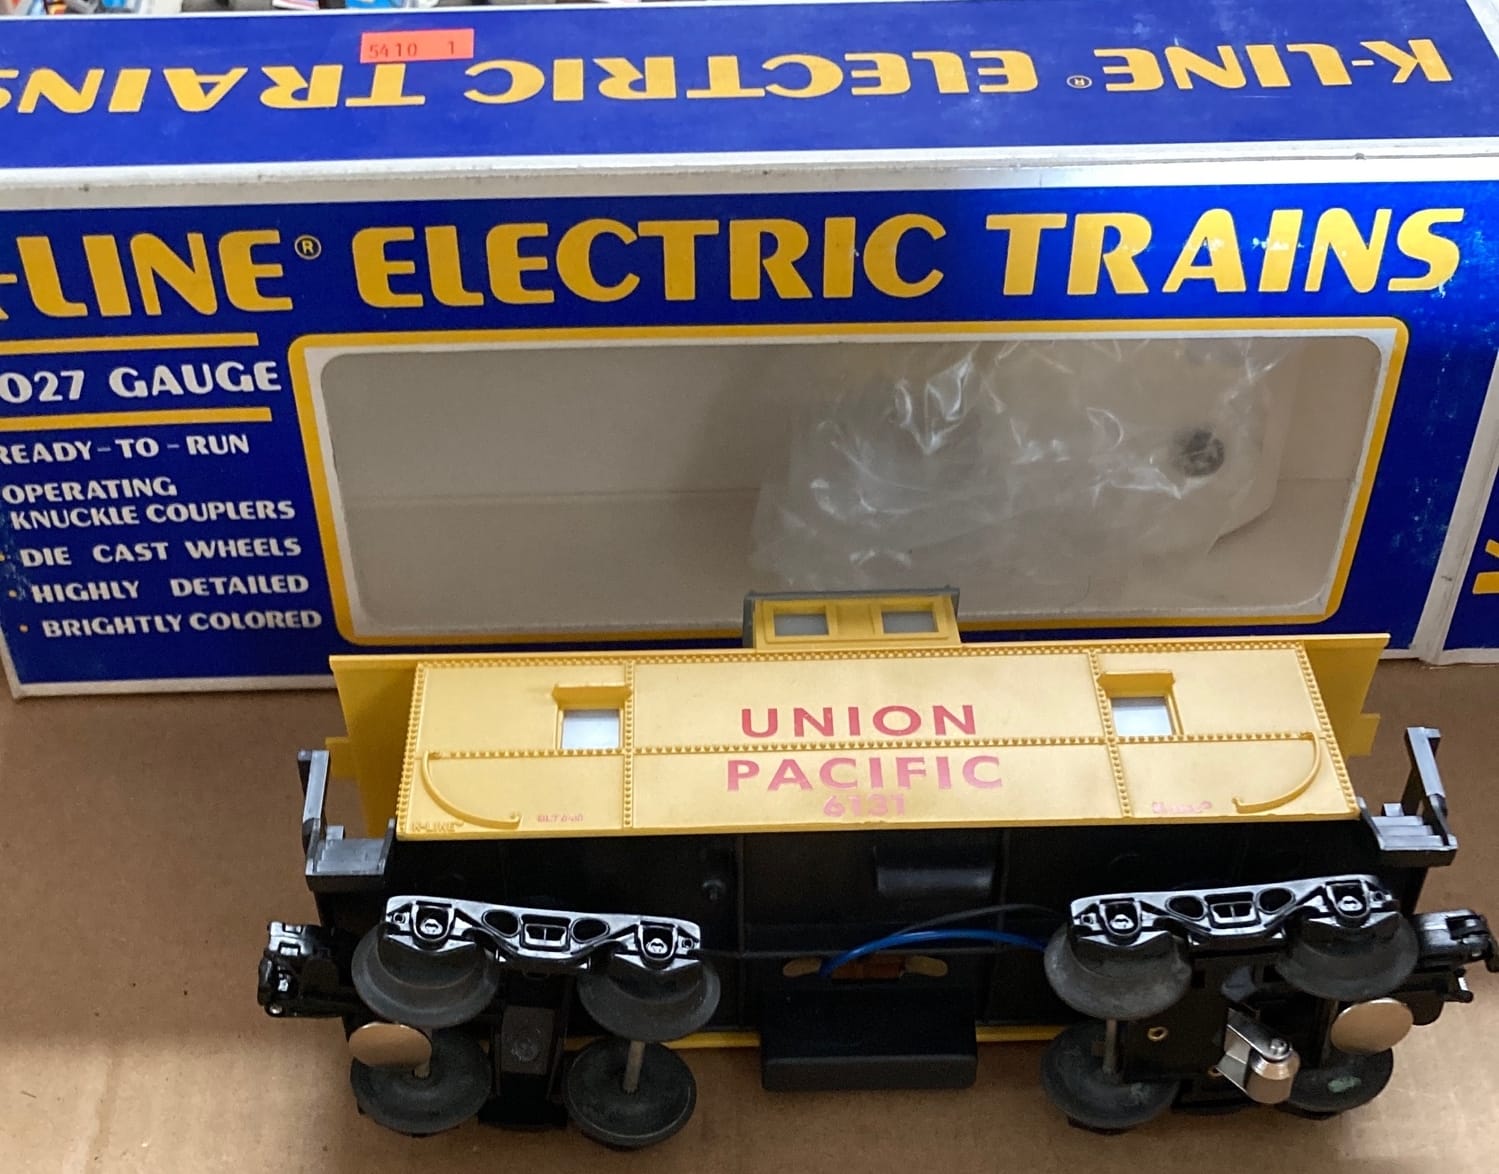 5410 1
K-LINE® ELECTRIC TRAINS
-LINE® ELECTRIC TRAINS
027 GAUGE
READY-TO-RUN
OPERATING
KNUCKLE COUPLERS
• DIE CAST WHEELS
• HIGHLY DETAILED
• BRIGHTLY COLORED
UNION
PACIFIC
6131
K-LINE®